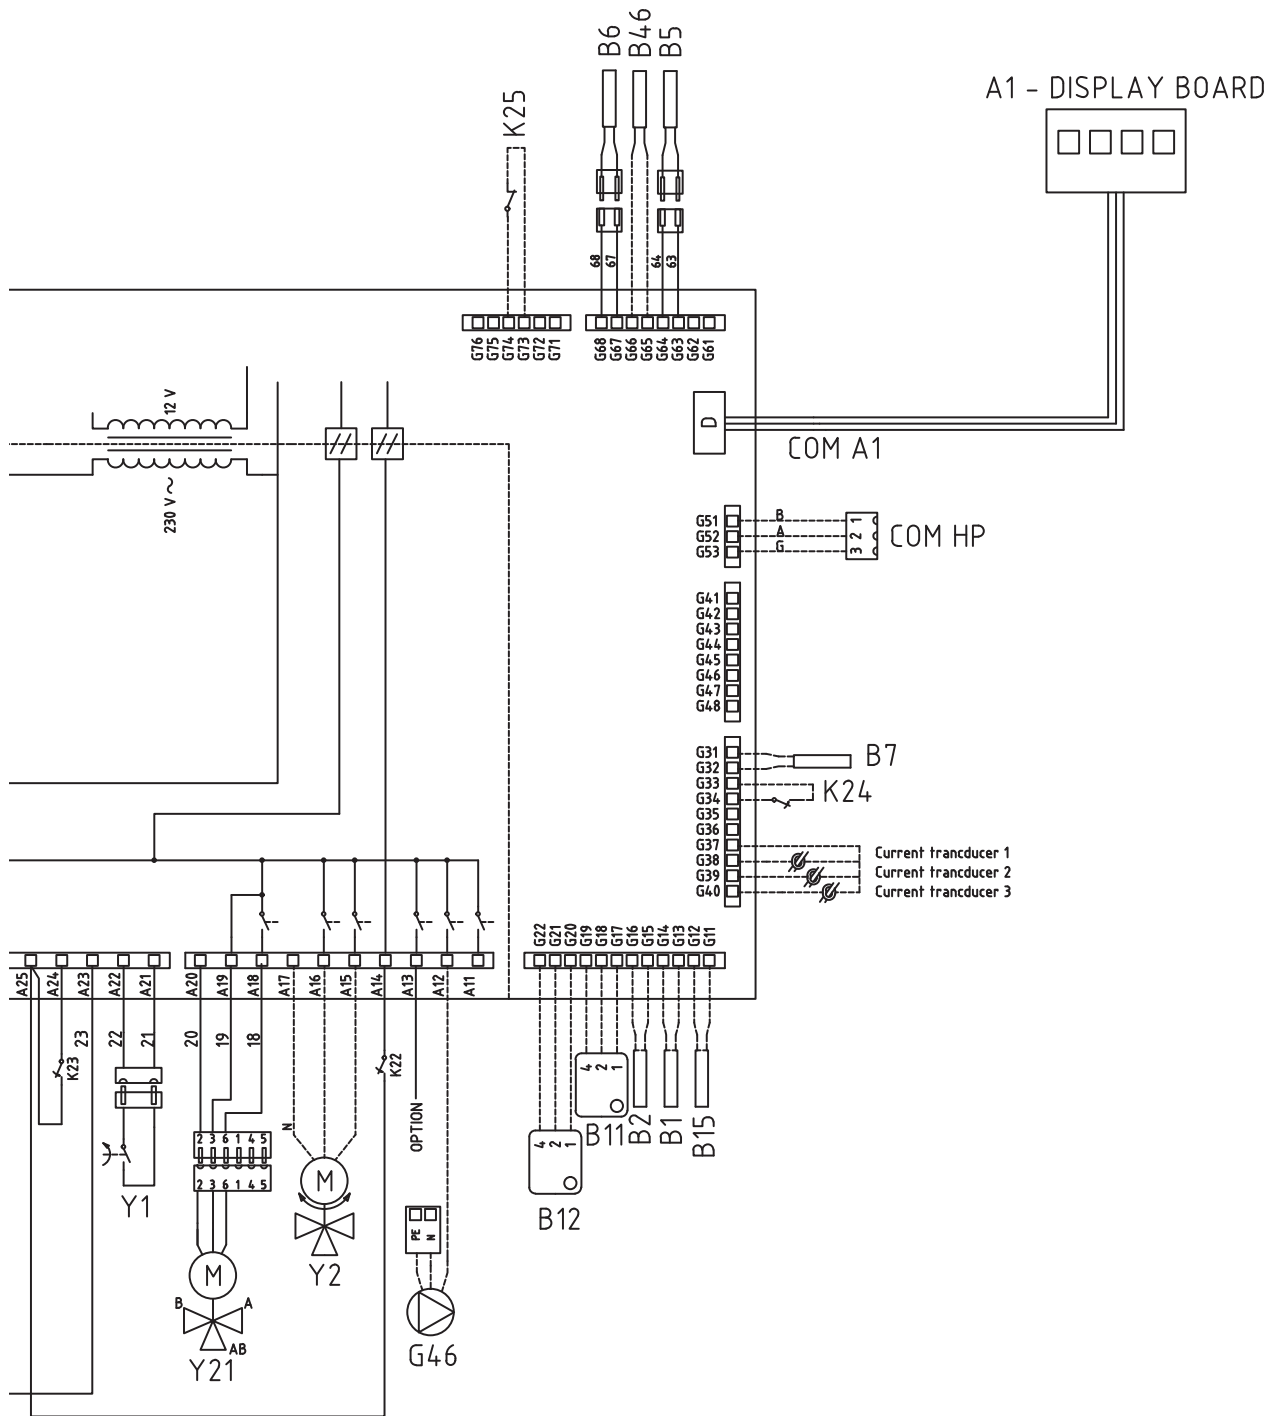 B6
B46
B5
K25
A1 - DISPLAY BOARD
68
67
64
63
G76
G75
G74
G73
G72
G71
G68
G67
G66
G65
G64
G63
G62
G61
12 V
230 V ~
D
COM A1
G51
G52
G53
B
A
G
1
2
3
COM HP
G41
G42
G43
G44
G45
G46
G47
G48
G31
G32
G33
G34
G35
G36
G37
G38
G39
G40
B7
K24
Current trancducer 1
Current trancducer 2
Current trancducer 3
G22
G21
G20
G19
G18
G17
G16
G15
G14
G13
G12
G11
A25
A24
A23
A22
A21
A20
A19
A18
A17
A16
A15
A14
A13
A12
A11
23
22
21
20
19
18
K23
K22
N
OPTION
2 3 6 1 4 5
2 3 6 1 4 5
Y1
M
Y2
M
B
A
AB
Y21
PE
N
G46
4
2
1
B11
4
2
1
B12
B2
B1
B15